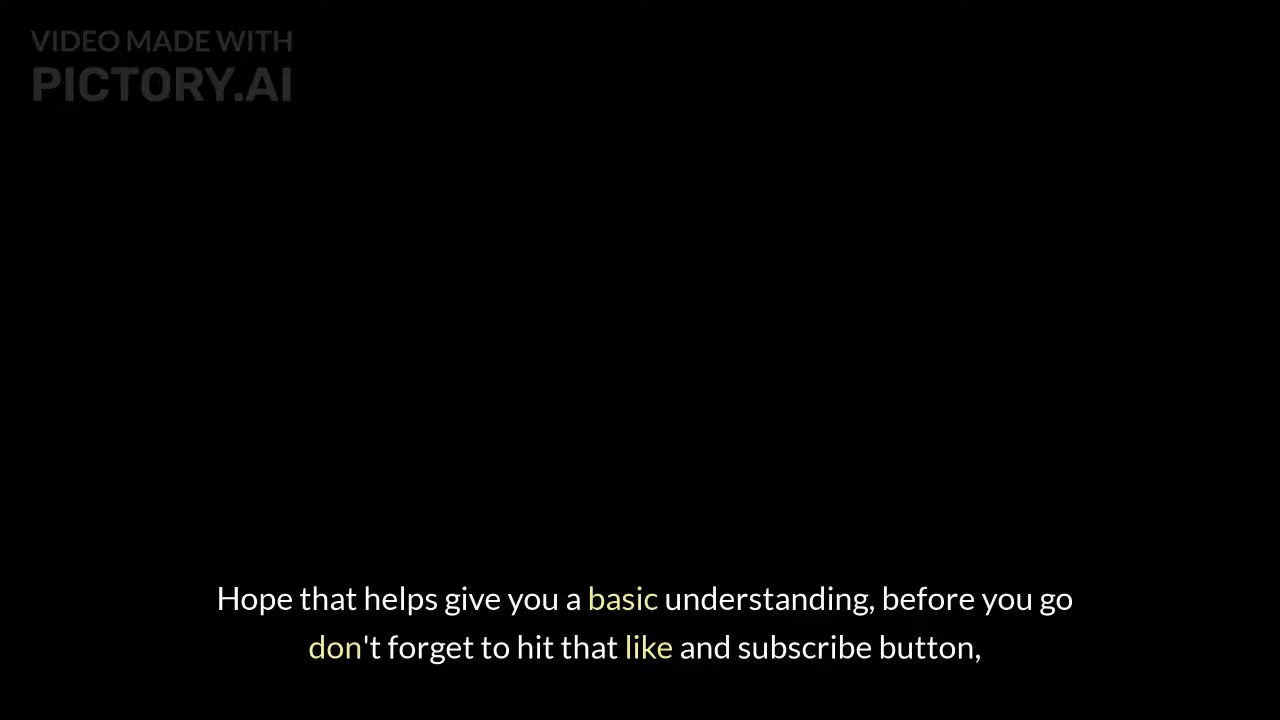 VIDEO MADE WITH
PICTORY.AI
Hope that helps give you a basic understanding, before you go
don't forget to hit that like and subscribe button,